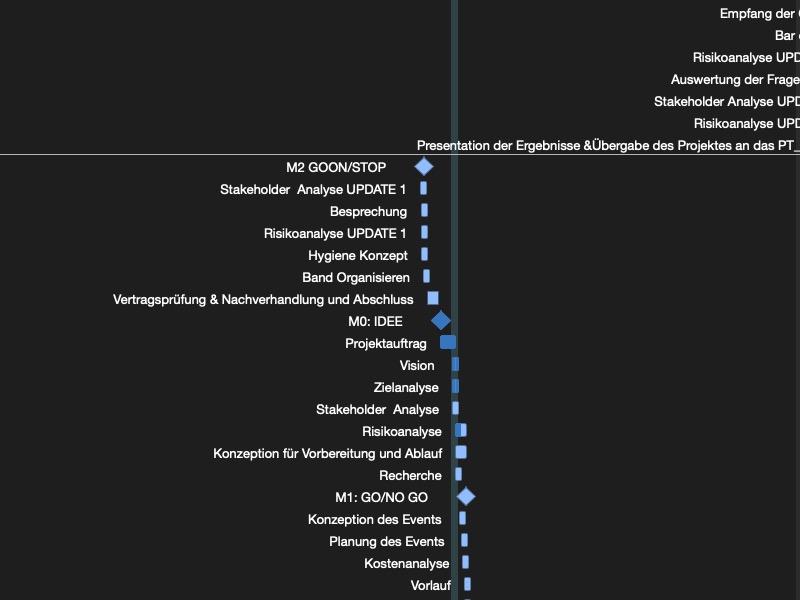 Empfang der
Bar
Risikoanalyse UPD
Auswertung der Frage
Stakeholder Analyse UPD
Risikoanalyse UPD
Presentation der Ergebnisse &Übergabe des Projektes an das PT_
M2 GOON/STOP
Stakeholder  Analyse UPDATE 1
Besprechung
Risikoanalyse UPDATE 1
Hygiene Konzept
Band Organisieren
Vertragsprüfung & Nachverhandlung und Abschluss
M0: IDEE
Projektauftrag
Vision
Zielanalyse
Stakeholder  Analyse
Risikoanalyse
Konzeption für Vorbereitung und Ablauf
Recherche
M1: GO/NO GO
Konzeption des Events
Planung des Events
Kostenanalyse
Vorlauf